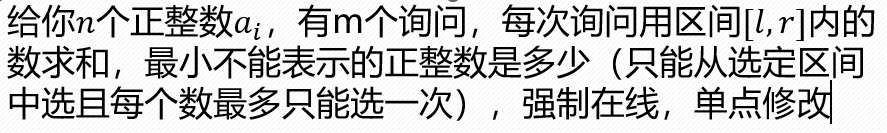 给你n个正整数aᵢ，有m个询问，每次询问用区间[l,r]内的
数求和，最小不能表示的正整数是多少（只能从选定区间
中选且每个数最多只能选一次），强制在线，单点修改